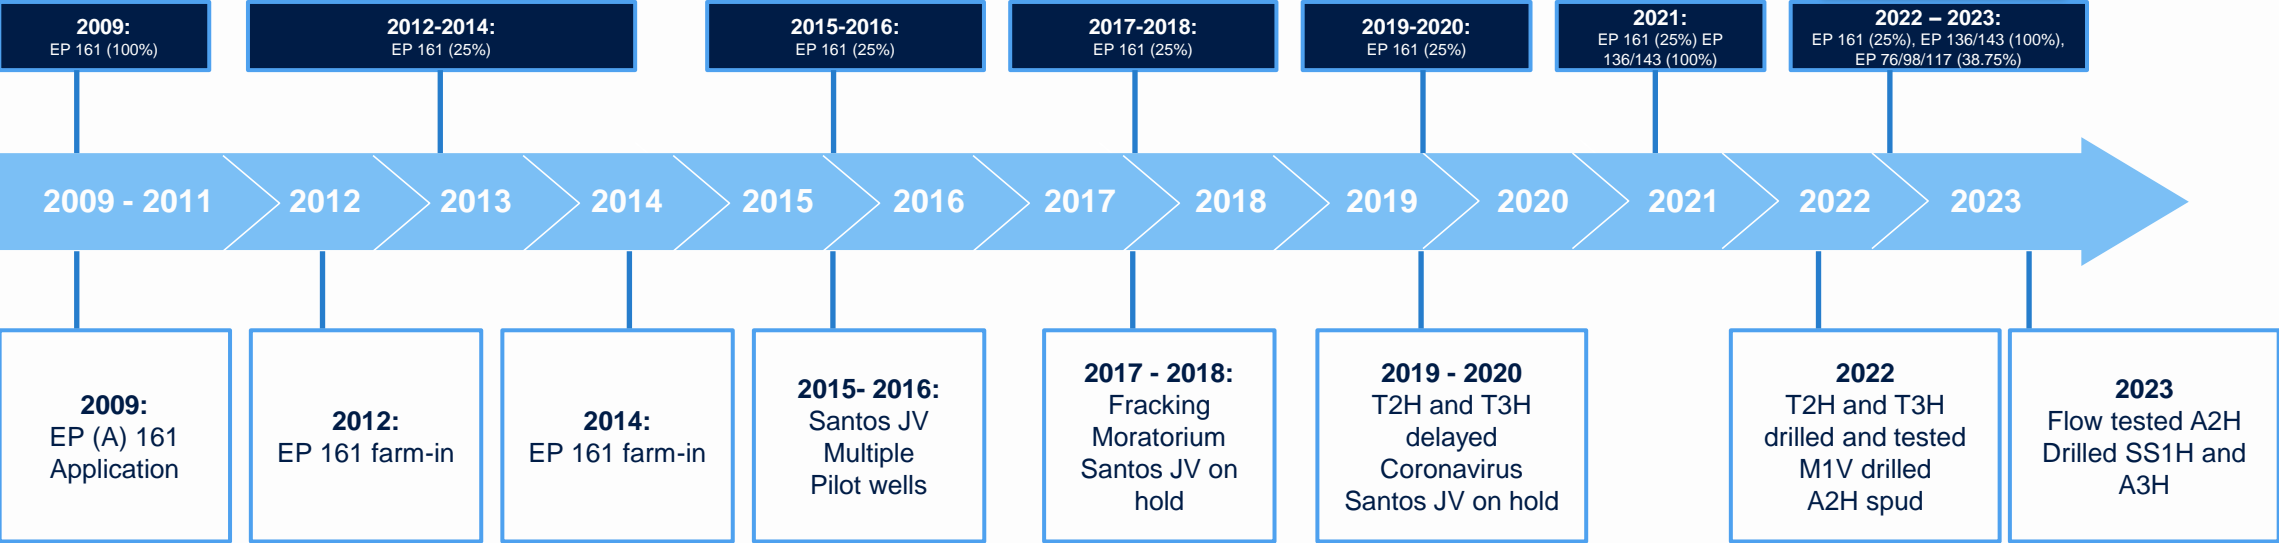 2009:
EP 161 (100%)
2012-2014:
EP 161 (25%)
2015-2016:
EP 161 (25%)
2017-2018:
EP 161 (25%)
2019-2020:
EP 161 (25%)
2021:
EP 161 (25%) EP
136/143 (100%)
2022 – 2023:
EP 161 (25%), EP 136/143 (100%),
EP 76/98/117 (38.75%)
2009 - 2011
2012
2013
2014
2015
2016
2017
2018
2019
2020
2021
2022
2023
2009:
EP (A) 161
Application
2012:
EP 161 farm-in
2014:
EP 161 farm-in
2015- 2016:
Santos JV
Multiple
Pilot wells
2017 - 2018:
Fracking
Moratorium
Santos JV on
hold
2019 - 2020
T2H and T3H
delayed
Coronavirus
Santos JV on hold
2022
T2H and T3H
drilled and tested
M1V drilled
A2H spud
2023
Flow tested A2H
Drilled SS1H and
A3H